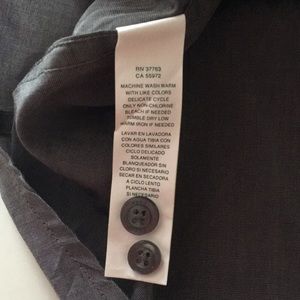 RN 37763
CA 55972
MACHINE WASH WARM
WITH LIKE COLORS
DELICATE CYCLE
ONLY NON-CHLORINE
BLEACH IF NEEDED
TUMBLE DRY LOW
WARM IRON IF NEEDED
LAVAR EN LAVADORA
CON AGUA TIBIA CON
COLORES SIMILARES
CICLO DELICADO
SOLAMENTE
BLANQUEADOR SIN
CLORO SI NECESARIO
SECAR EN SECADORA
A CICLO LENTO
PLANCHA TIBIA
SI NECESARIO